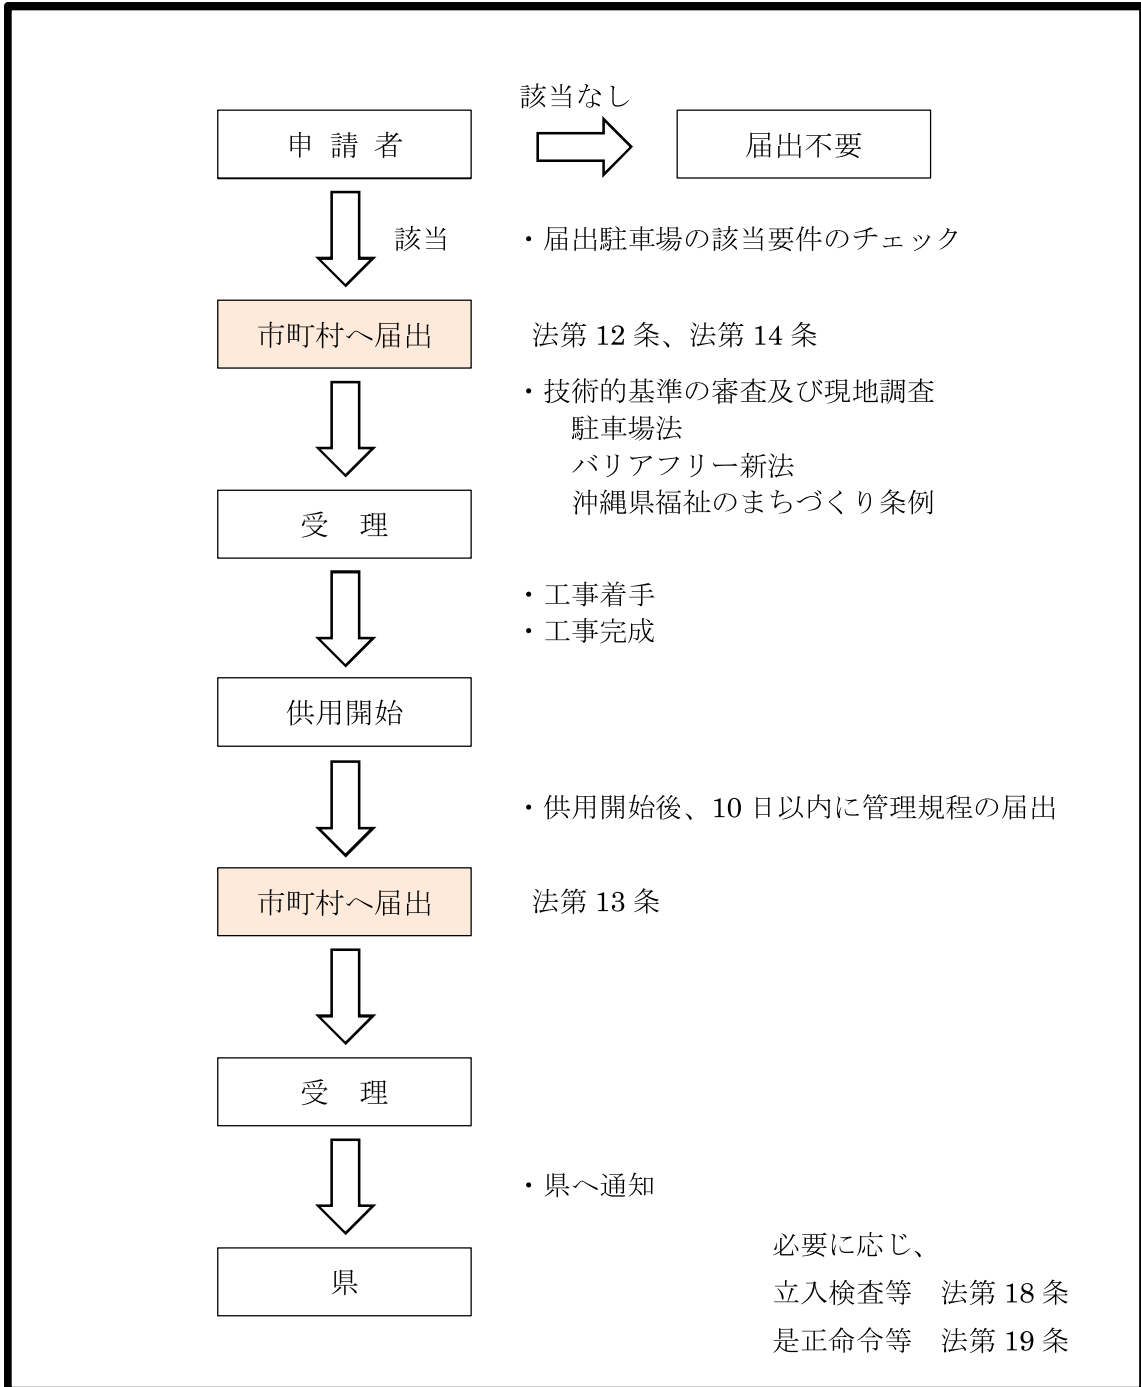 該当なし
申 請 者
届出不要
該当
・届出駐車場の該当要件のチェック
市町村へ届出
法第 12 条、法第 14 条
・技術的基準の審査及び現地調査
駐車場法
バリアフリー新法
沖縄県福祉のまちづくり条例
受　理
・工事着手
・工事完成
供用開始
・供用開始後、10 日以内に管理規程の届出
市町村へ届出
法第 13 条
受　理
・県へ通知
県
必要に応じ、
立入検査等　法第 18 条
是正命令等　法第 19 条